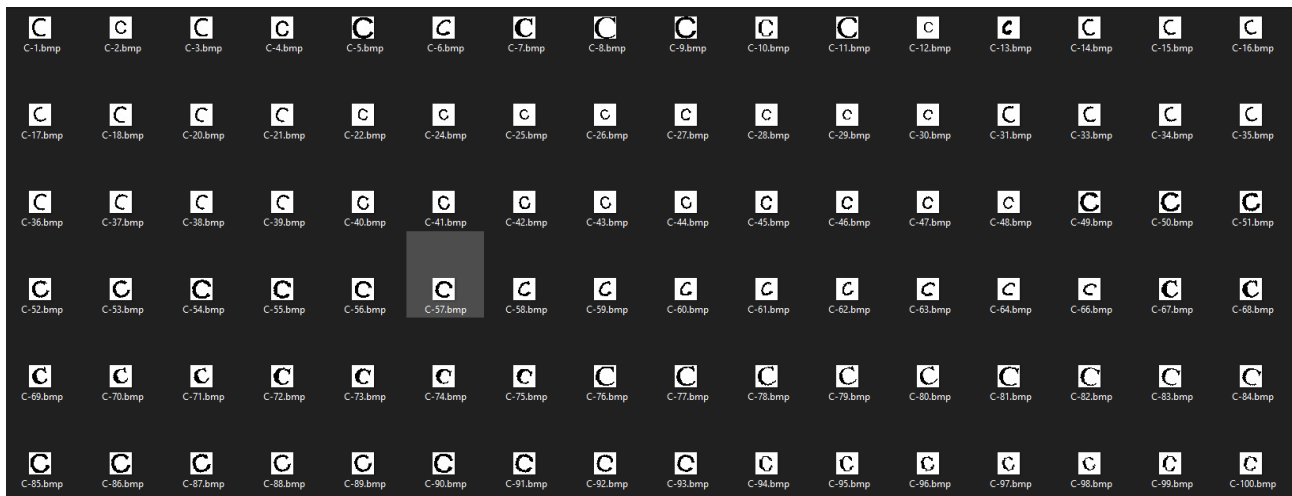 C C C C C C C C C C C C C C C C
C-1.bmp C-2.bmp C-3.bmp C-4.bmp C-5.bmp C-6.bmp C-7.bmp C-8.bmp C-9.bmp C-10.bmp C-11.bmp C-12.bmp C-13.bmp C-14.bmp C-15.bmp C-16.bmp
C C C C C C C C C C C C C C C C
C-17.bmp C-18.bmp C-20.bmp C-21.bmp C-22.bmp C-24.bmp C-25.bmp C-26.bmp C-27.bmp C-28.bmp C-29.bmp C-30.bmp C-31.bmp C-33.bmp C-34.bmp C-35.bmp
C C C C C C C C C C C C C C C C
C-36.bmp C-37.bmp C-38.bmp C-39.bmp C-40.bmp C-41.bmp C-42.bmp C-43.bmp C-44.bmp C-45.bmp C-46.bmp C-47.bmp C-48.bmp C-49.bmp C-50.bmp C-51.bmp
C C C C C C C C C C C C C C C C
C-52.bmp C-53.bmp C-54.bmp C-55.bmp C-56.bmp C-57.bmp C-58.bmp C-59.bmp C-60.bmp C-61.bmp C-62.bmp C-63.bmp C-64.bmp C-66.bmp C-67.bmp C-68.bmp
C C C C C C C C C C C C C C C C
C-69.bmp C-70.bmp C-71.bmp C-72.bmp C-73.bmp C-74.bmp C-75.bmp C-76.bmp C-77.bmp C-78.bmp C-79.bmp C-80.bmp C-81.bmp C-82.bmp C-83.bmp C-84.bmp
C C C C C C C C C C C C C C C C
C-85.bmp C-86.bmp C-87.bmp C-88.bmp C-89.bmp C-90.bmp C-91.bmp C-92.bmp C-93.bmp C-94.bmp C-95.bmp C-96.bmp C-97.bmp C-98.bmp C-99.bmp C-100.bmp